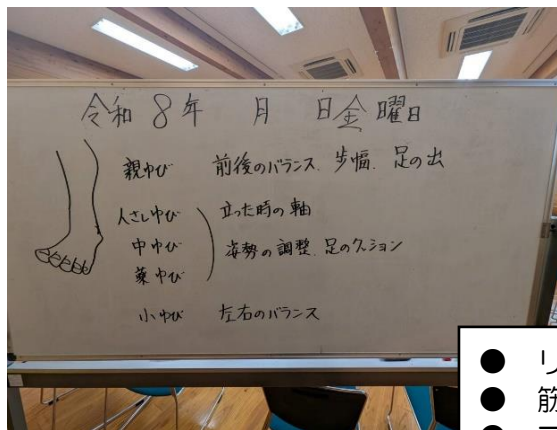 令和 8年 月 日金曜日
親ゆび 前後のバランス、歩幅、足の出
人さしゆび 立った時の軸
中ゆび 姿勢の調整、足のクッション
薬ゆび
小ゆび 左右のバランス
● リ
● 筋
●